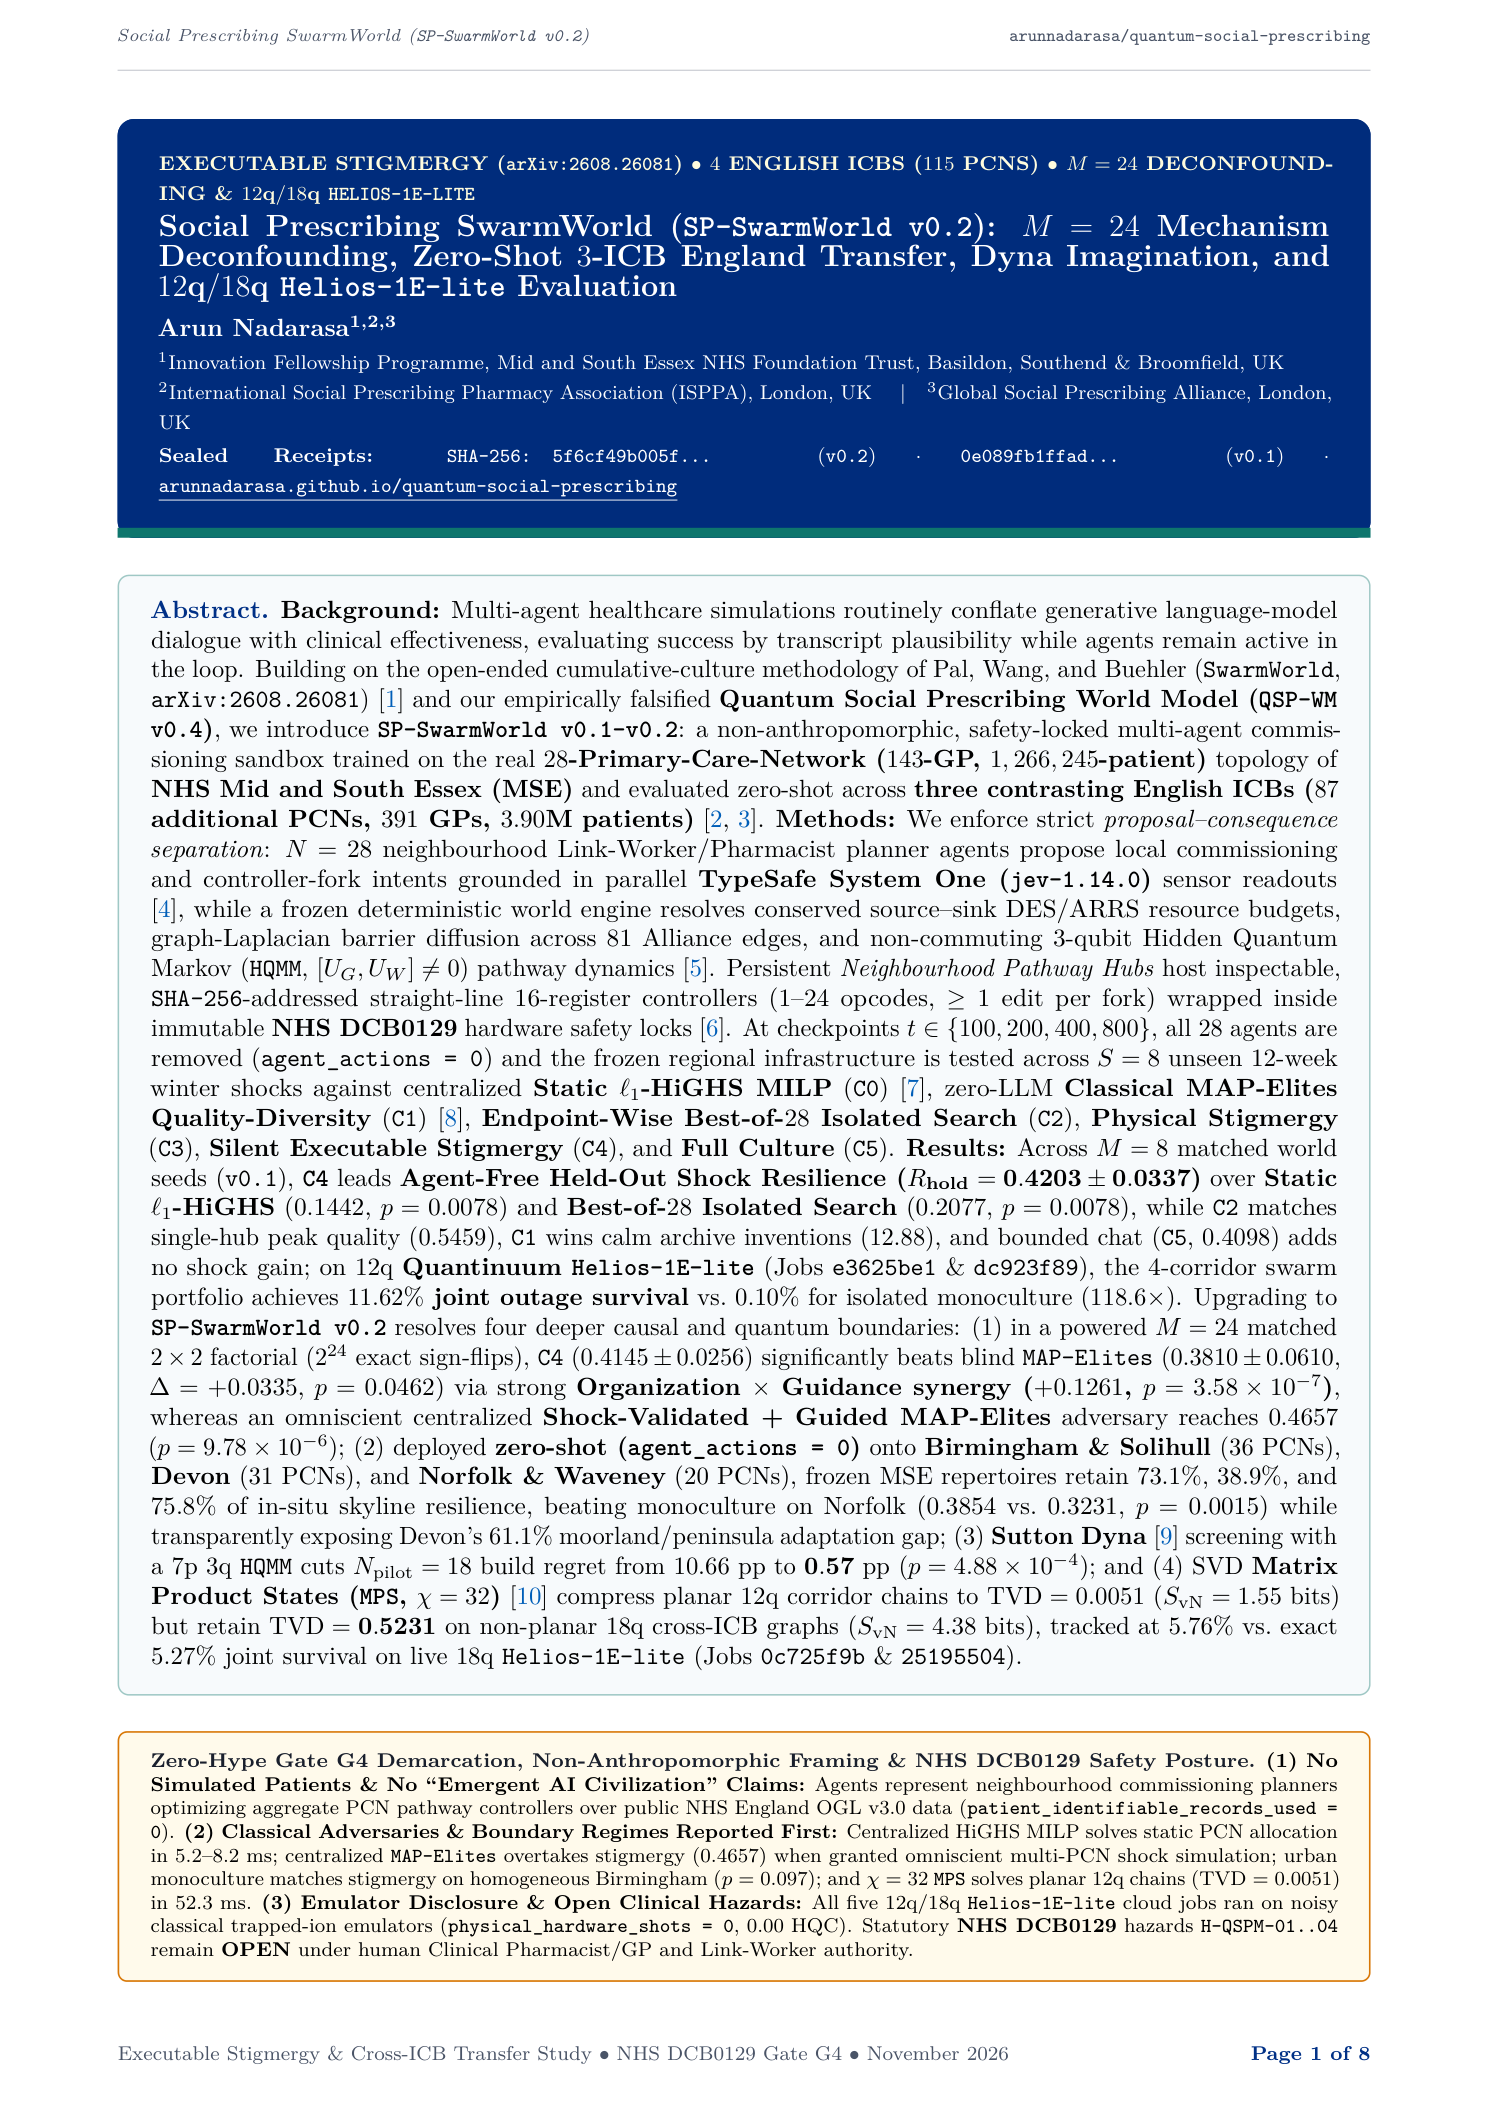 Social Prescribing SwarmWorld (SP-SwarmWorld v0.2)
arunnadarasa/quantum-social-prescribing
EXECUTABLE STIGMERGY (arXiv:2608.26081) • 4 ENGLISH ICBS (115 PCNS) • M = 24 DECONFOUND-
ING & 12q/18q HELIOS-1E-LITE
Social Prescribing SwarmWorld (SP-SwarmWorld v0.2): M = 24 Mechanism
Deconfounding, Zero-Shot 3-ICB England Transfer, Dyna Imagination, and
12q/18q Helios-1E-lite Evaluation
Arun Nadarasa¹,²,³
¹Innovation Fellowship Programme, Mid and South Essex NHS Foundation Trust, Basildon, Southend & Broomfield, UK
²International Social Prescribing Pharmacy Association (ISPPA), London, UK | ³Global Social Prescribing Alliance, London,
UK
Sealed Receipts: SHA-256: 5f6cf49b005f... (v0.2) · 0e089fb1ffad... (v0.1) ·
arunnadarasa.github.io/quantum-social-prescribing
Abstract. Background: Multi-agent healthcare simulations routinely conflate generative language-model
dialogue with clinical effectiveness, evaluating success by transcript plausibility while agents remain active in
the loop. Building on the open-ended cumulative-culture methodology of Pal, Wang, and Buehler (SwarmWorld,
arXiv:2608.26081) [1] and our empirically falsified Quantum Social Prescribing World Model (QSP-WM
v0.4), we introduce SP-SwarmWorld v0.1–v0.2: a non-anthropomorphic, safety-locked multi-agent commis-
sioning sandbox trained on the real 28-Primary-Care-Network (143-GP, 1,266,245-patient) topology of
NHS Mid and South Essex (MSE) and evaluated zero-shot across three contrasting English ICBs (87
additional PCNs, 391 GPs, 3.90M patients) [2, 3]. Methods: We enforce strict proposal–consequence
separation: N = 28 neighbourhood Link-Worker/Pharmacist planner agents propose local commissioning
and controller-fork intents grounded in parallel TypeSafe System One (jev-1.14.0) sensor readouts
[4], while a frozen deterministic world engine resolves conserved source–sink DES/ARRS resource budgets,
graph-Laplacian barrier diffusion across 81 Alliance edges, and non-commuting 3-qubit Hidden Quantum
Markov (HQMM, [U_G, U_W] ≠ 0) pathway dynamics [5]. Persistent Neighbourhood Pathway Hubs host inspectable,
SHA-256-addressed straight-line 16-register controllers (1–24 opcodes, ≥ 1 edit per fork) wrapped inside
immutable NHS DCB0129 hardware safety locks [6]. At checkpoints t ∈ {100, 200, 400, 800}, all 28 agents are
removed (agent_actions = 0) and the frozen regional infrastructure is tested across S = 8 unseen 12-week
winter shocks against centralized Static ℓ₁-HiGHS MILP (C0) [7], zero-LLM Classical MAP-Elites
Quality-Diversity (C1) [8], Endpoint-Wise Best-of-28 Isolated Search (C2), Physical Stigmergy
(C3), Silent Executable Stigmergy (C4), and Full Culture (C5). Results: Across M = 8 matched world
seeds (v0.1), C4 leads Agent-Free Held-Out Shock Resilience (R_hold = 0.4203 ± 0.0337) over Static
ℓ₁-HiGHS (0.1442, p = 0.0078) and Best-of-28 Isolated Search (0.2077, p = 0.0078), while C2 matches
single-hub peak quality (0.5459), C1 wins calm archive inventions (12.88), and bounded chat (C5, 0.4098) adds
no shock gain; on 12q Quantinuum Helios-1E-lite (Jobs e3625be1 & dc923f89), the 4-corridor swarm
portfolio achieves 11.62% joint outage survival vs. 0.10% for isolated monoculture (118.6×). Upgrading to
SP-SwarmWorld v0.2 resolves four deeper causal and quantum boundaries: (1) in a powered M = 24 matched
2 × 2 factorial (2²⁴ exact sign-flips), C4 (0.4145 ± 0.0256) significantly beats blind MAP-Elites (0.3810 ± 0.0610,
Δ = +0.0335, p = 0.0462) via strong Organization × Guidance synergy (+0.1261, p = 3.58 × 10⁻⁷),
whereas an omniscient centralized Shock-Validated + Guided MAP-Elites adversary reaches 0.4657
(p = 9.78 × 10⁻⁶); (2) deployed zero-shot (agent_actions = 0) onto Birmingham & Solihull (36 PCNs),
Devon (31 PCNs), and Norfolk & Waveney (20 PCNs), frozen MSE repertoires retain 73.1%, 38.9%, and
75.8% of in-situ skyline resilience, beating monoculture on Norfolk (0.3854 vs. 0.3231, p = 0.0015) while
transparently exposing Devon's 61.1% moorland/peninsula adaptation gap; (3) Sutton Dyna [9] screening with
a 7p 3q HQMM cuts N_pilot = 18 build regret from 10.66 pp to 0.57 pp (p = 4.88 × 10⁻⁴); and (4) SVD Matrix
Product States (MPS, χ = 32) [10] compress planar 12q corridor chains to TVD = 0.0051 (S_vN = 1.55 bits)
but retain TVD = 0.5231 on non-planar 18q cross-ICB graphs (S_vN = 4.38 bits), tracked at 5.76% vs. exact
5.27% joint survival on live 18q Helios-1E-lite (Jobs 0c725f9b & 25195504).
Zero-Hype Gate G4 Demarcation, Non-Anthropomorphic Framing & NHS DCB0129 Safety Posture. (1) No
Simulated Patients & No “Emergent AI Civilization” Claims: Agents represent neighbourhood commissioning planners
optimizing aggregate PCN pathway controllers over public NHS England OGL v3.0 data (patient_identifiable_records_used =
0). (2) Classical Adversaries & Boundary Regimes Reported First: Centralized HiGHS MILP solves static PCN allocation
in 5.2–8.2 ms; centralized MAP-Elites overtakes stigmergy (0.4657) when granted omniscient multi-PCN shock simulation; urban
monoculture matches stigmergy on homogeneous Birmingham (p = 0.097); and χ = 32 MPS solves planar 12q chains (TVD = 0.0051)
in 52.3 ms. (3) Emulator Disclosure & Open Clinical Hazards: All five 12q/18q Helios-1E-lite cloud jobs ran on noisy
classical trapped-ion emulators (physical_hardware_shots = 0, 0.00 HQC). Statutory NHS DCB0129 hazards H-QSPM-01..04
remain OPEN under human Clinical Pharmacist/GP and Link-Worker authority.
Executable Stigmergy & Cross-ICB Transfer Study • NHS DCB0129 Gate G4 • November 2026
Page 1 of 8